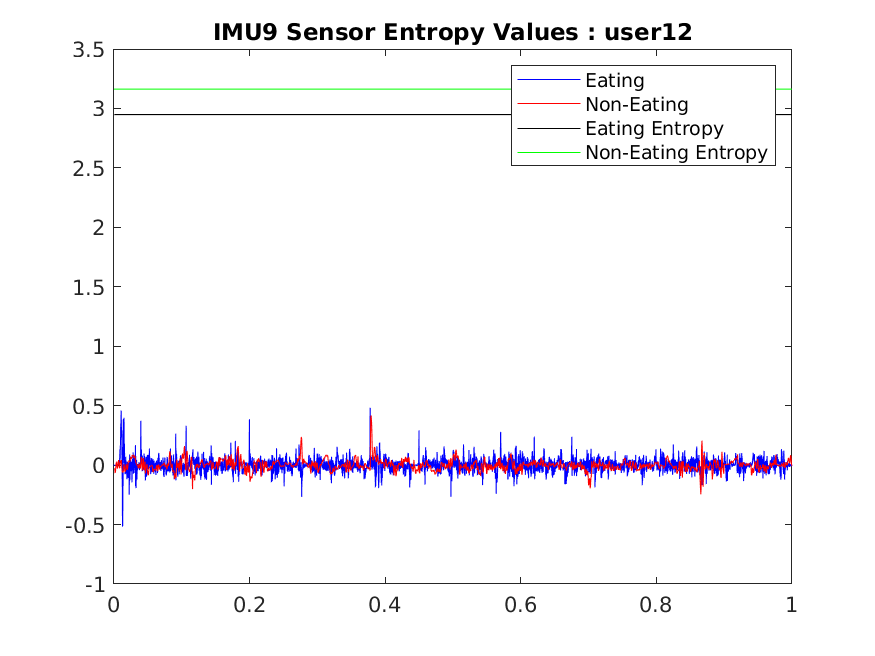 IMU9 Sensor Entropy Values : user12
3.5
Eating
Non-Eating
Eating Entropy
Non-Eating Entropy
3
2.5
2
1.5
1
0.5
0
-0.5
-1
0 0.2 0.4 0.6 0.8 1